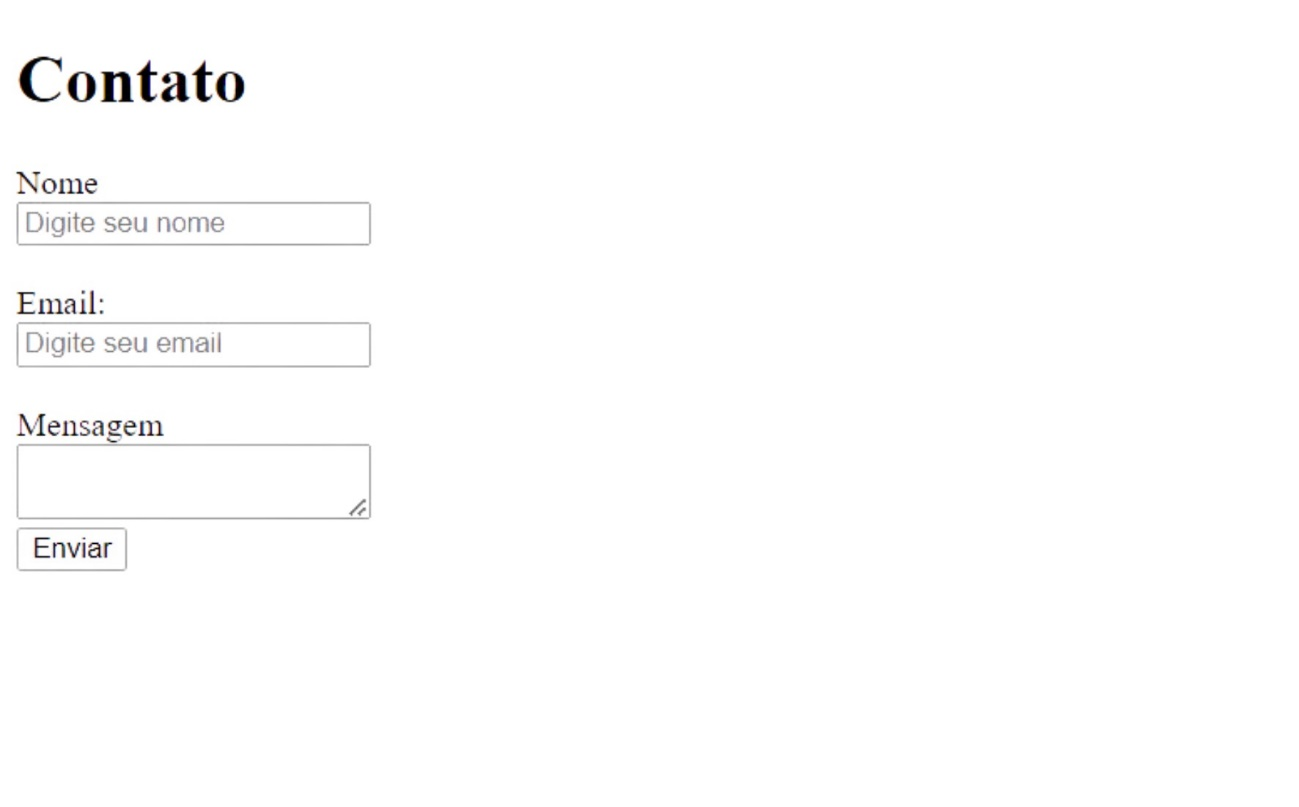 Contato
Nome
Digite seu nome
Email:
Digite seu email
Mensagem
Enviar